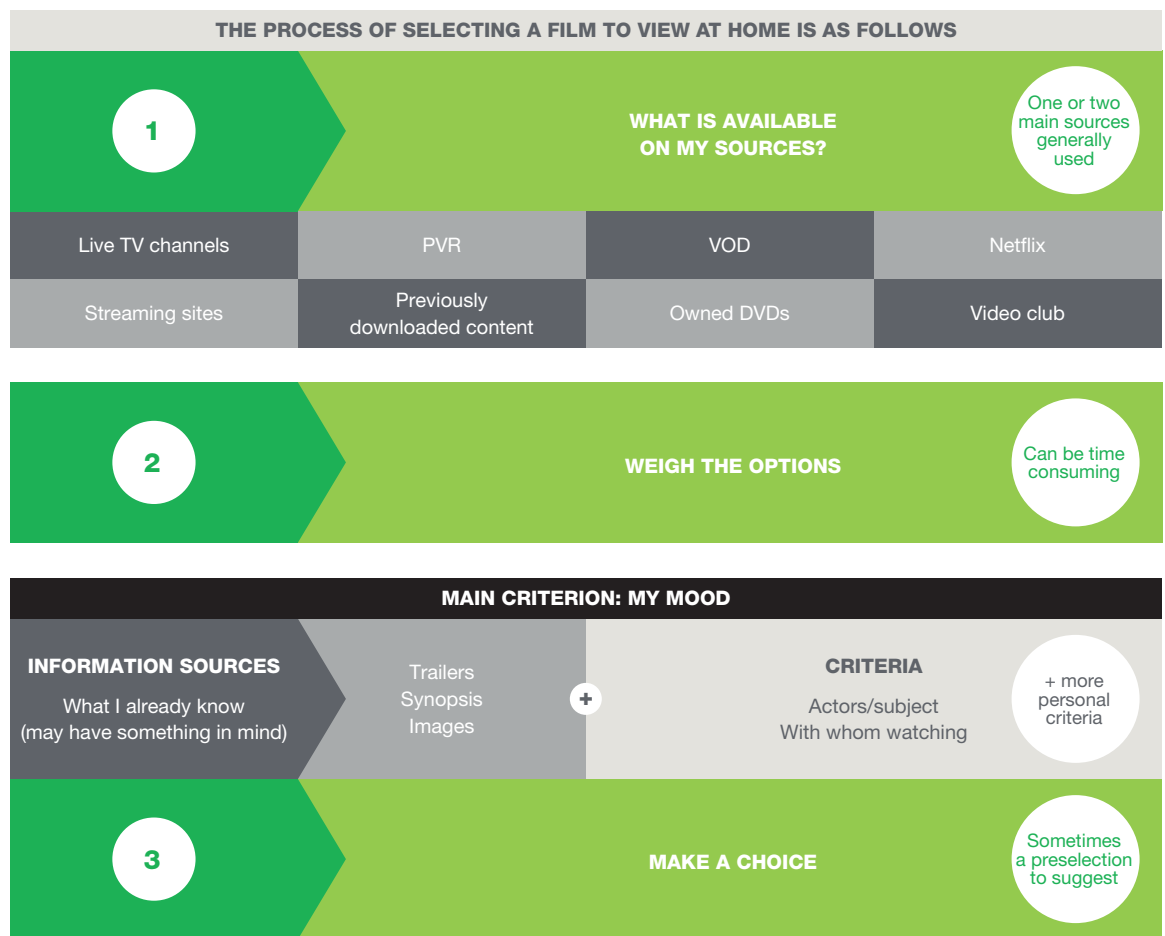 THE PROCESS OF SELECTING A FILM TO VIEW AT HOME IS AS FOLLOWS
1
WHAT IS AVAILABLE
ON MY SOURCES?
One or two
main sources
generally
used
Live TV channels
PVR
VOD
Netflix
Streaming sites
Previously
downloaded content
Owned DVDs
Video club
2
WEIGH THE OPTIONS
Can be time
consuming
MAIN CRITERION: MY MOOD
INFORMATION SOURCES
What I already know
(may have something in mind)
Trailers
Synopsis
Images
+
CRITERIA
Actors/subject
With whom watching
+ more
personal
criteria
3
MAKE A CHOICE
Sometimes
a preselection
to suggest